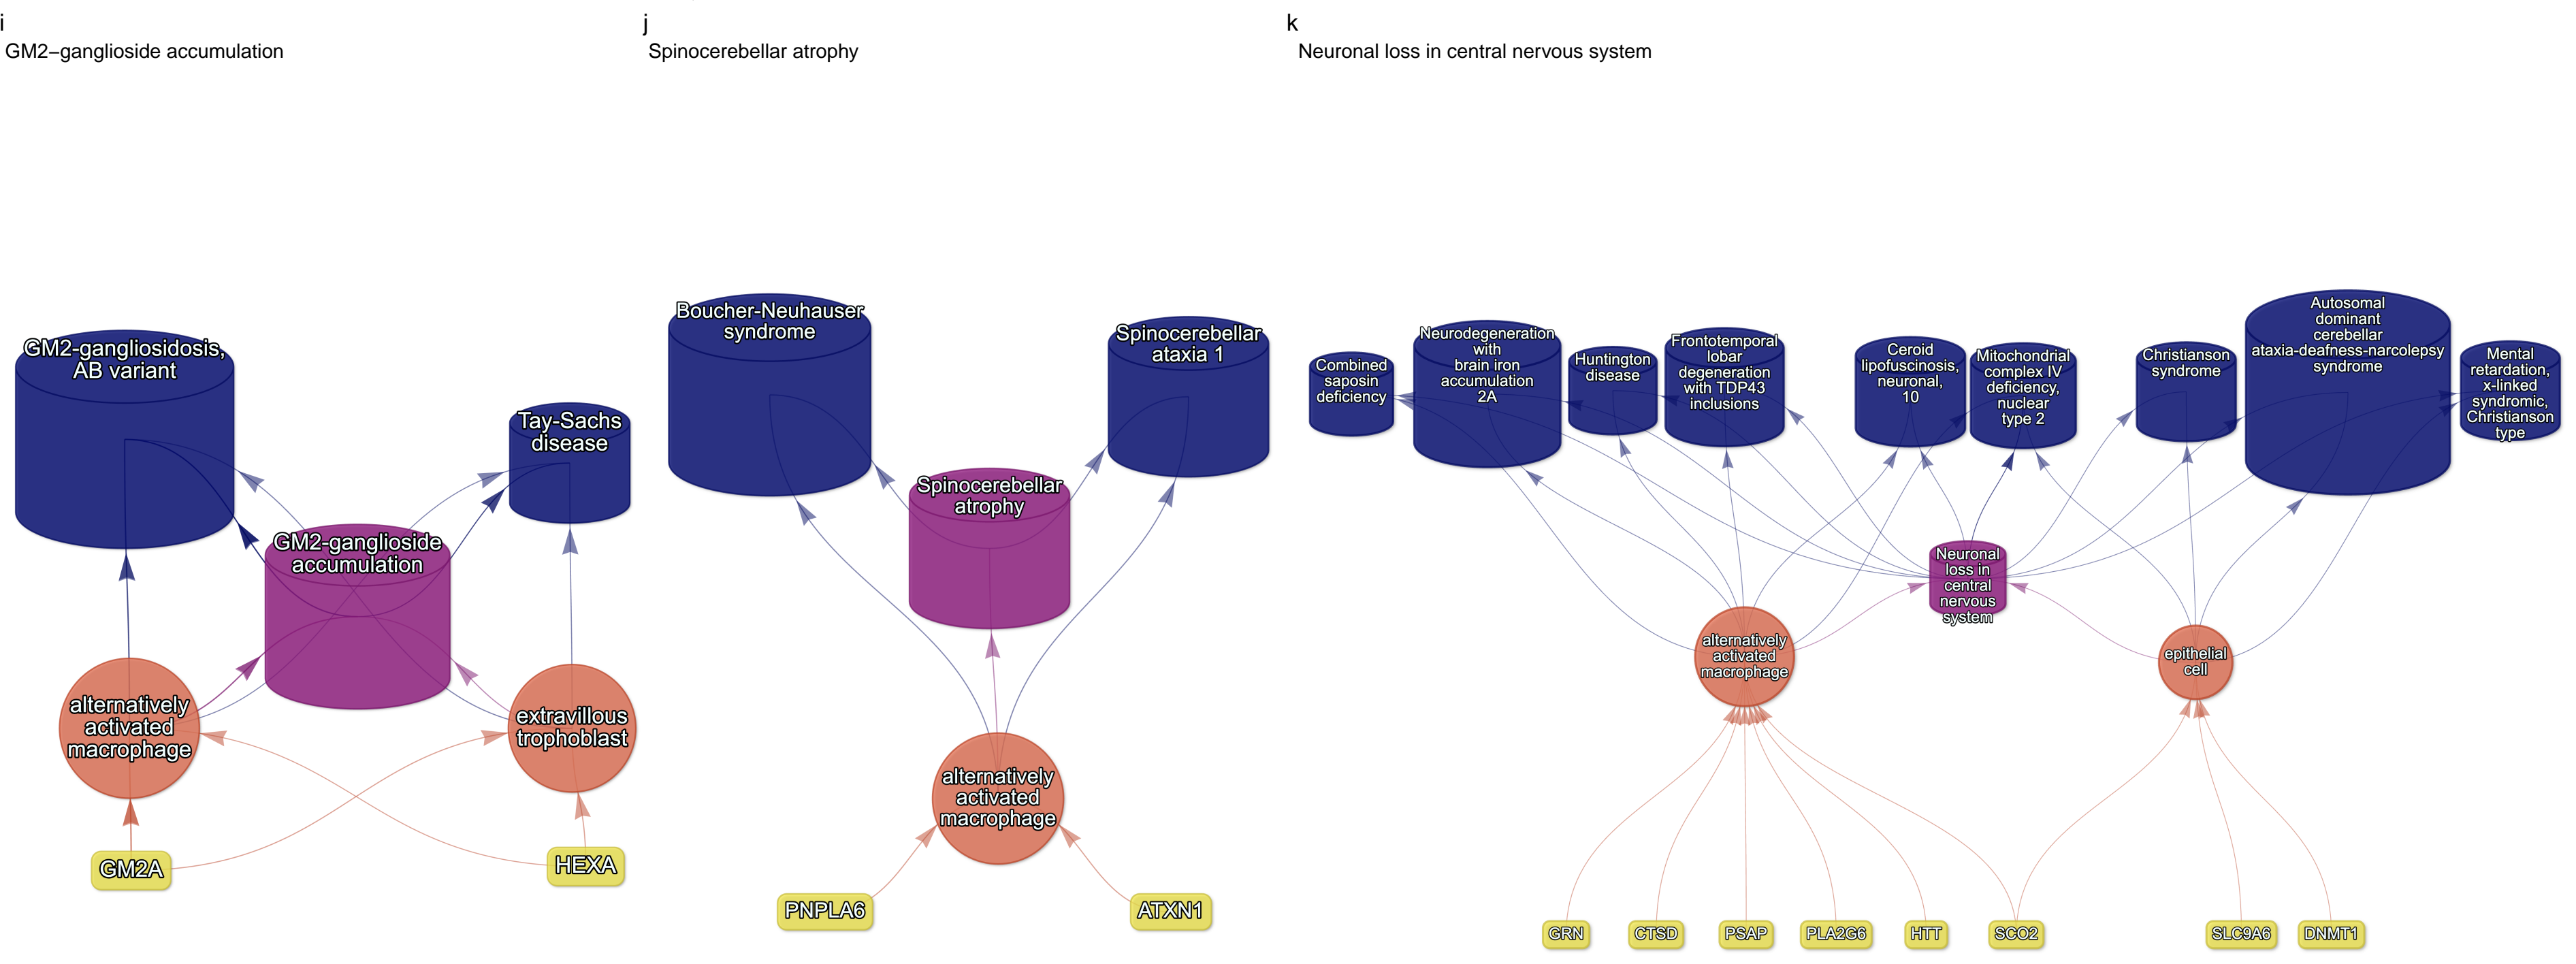 i
GM2−ganglioside accumulation
GM2-gangliosidosis,
AB variant
Tay-Sachs
disease
GM2-ganglioside
accumulation
alternatively
activated
macrophage
extravillous
trophoblast
GM2A
HEXA
j
Spinocerebellar atrophy
Boucher-Neuhauser
syndrome
Spinocerebellar
ataxia 1
Spinocerebellar
atrophy
alternatively
activated
macrophage
PNPLA6
ATXN1
k
Neuronal loss in central nervous system
Combined
saposin
deficiency
Neurodegeneration
with
brain iron
accumulation
2A
Huntington
disease
Frontotemporal
lobar
degeneration
with TDP43
inclusions
Ceroid
lipofuscinosis,
neuronal,
10
Mitochondrial
complex IV
deficiency,
nuclear
type 2
Christianson
syndrome
Autosomal
dominant
cerebellar
ataxia-deafness-narcolepsy
syndrome
Mental
retardation,
x-linked
syndromic,
Christianson
type
Neuronal
loss in
central
nervous
system
alternatively
activated
macrophage
epithelial
cell
GRN
CTSD
PSAP
PLA2G6
HTT
SCO2
SLC9A6
DNMT1